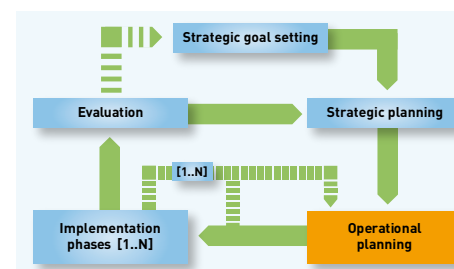 Strategic goal setting
Evaluation
Strategic planning
[1..N]
Implementation
phases [1..N]
Operational
planning